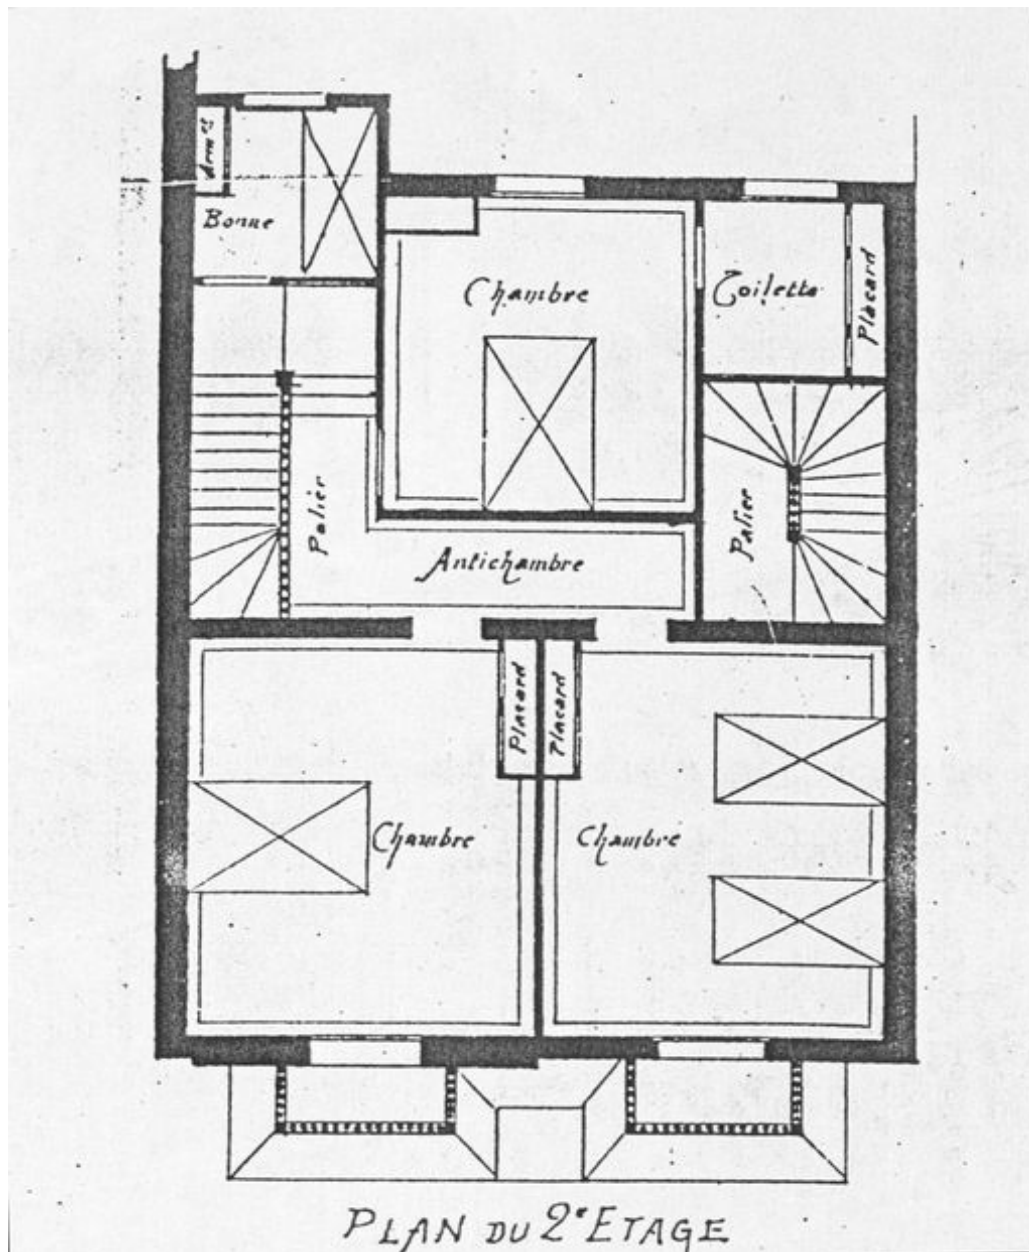 Bonne
Chambre
Toilette
Placard
Palier
Palier
Antichambre
Placard
Placard
Chambre
Chambre
PLAN DU 2e ETAGE